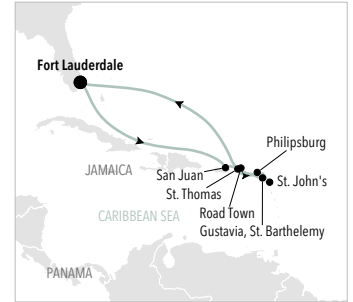 Fort Lauderdale
Philipsburg
JAMAICA
San Juan
St. John's
St. Thomas
Road Town
CARIBBEAN SEA
Gustavia, St. Barthelemy
PANAMA